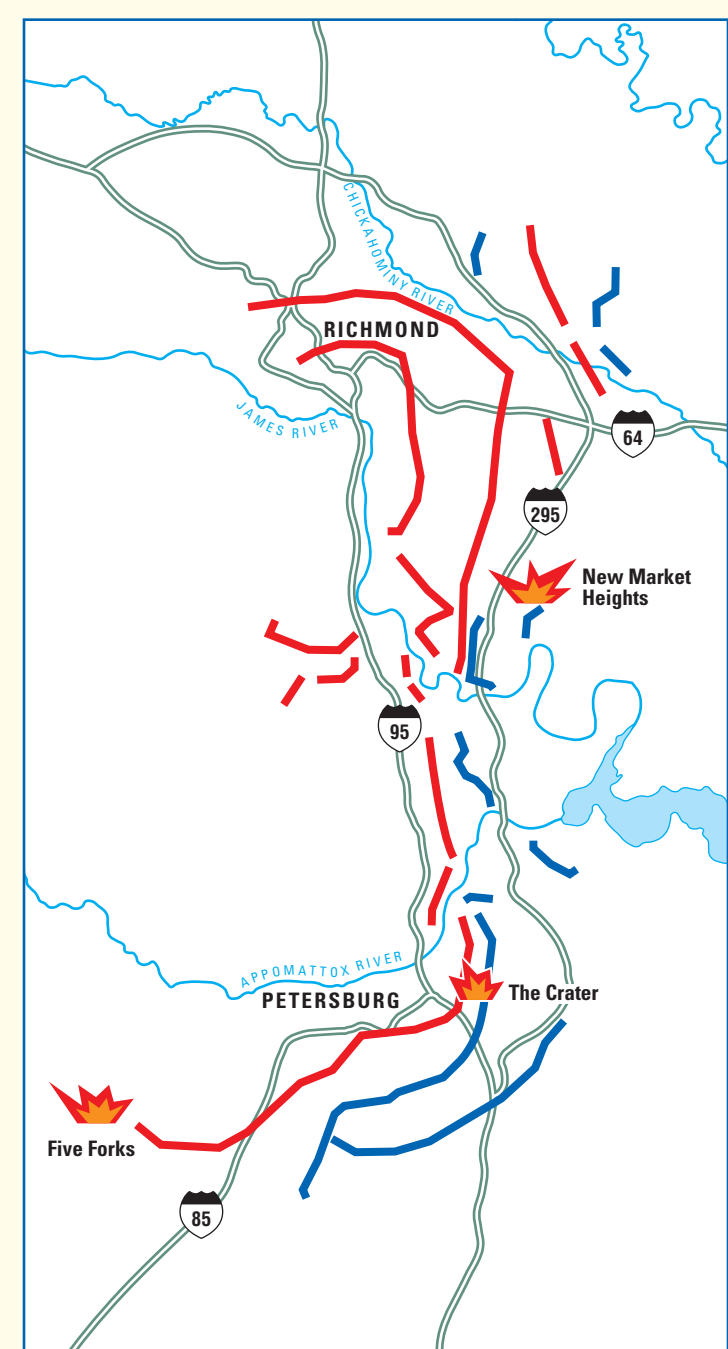 CHICKAHOMINY RIVER
RICHMOND
JAMES RIVER
64
295
New Market
Heights
95
APPOMATTOX RIVER
PETERSBURG
The Crater
Five Forks
85